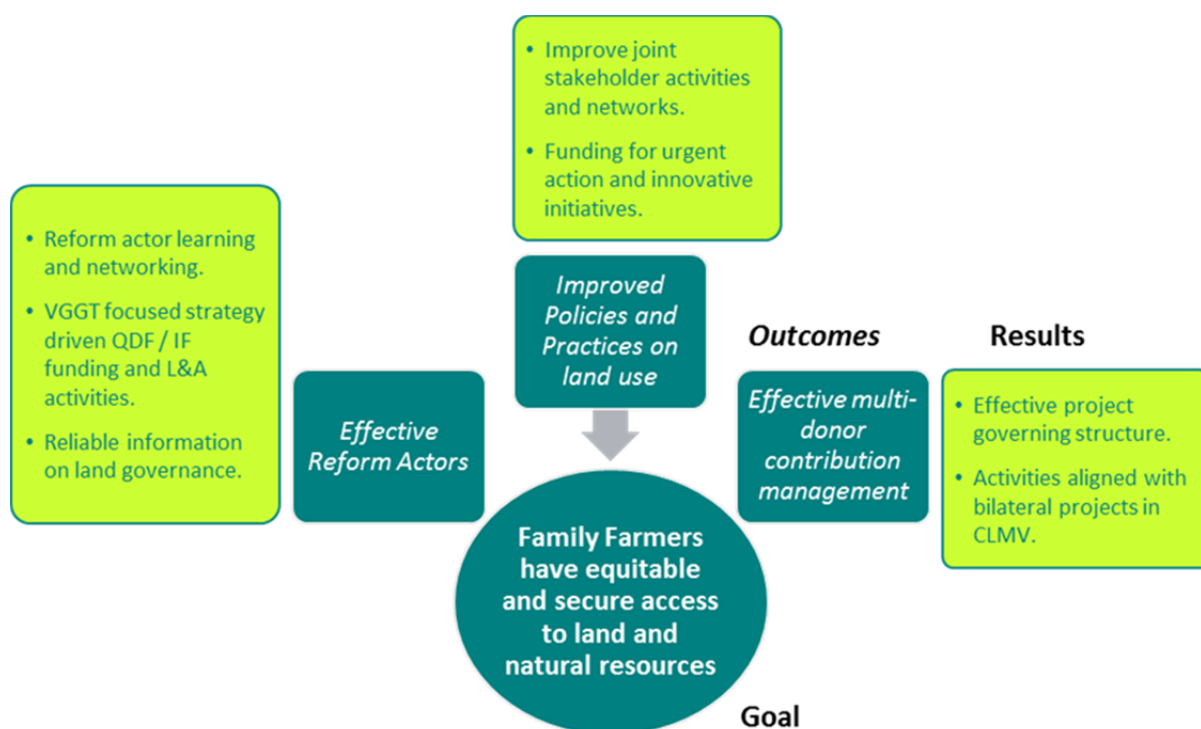 • Improve joint
stakeholder activities
and networks.
• Funding for urgent
action and innovative
initiatives.
• Reform actor learning
and networking.
• VGGT focused strategy
driven QDF / IF
funding and L&A
activities.
• Reliable information
on land governance.
Improved
Policies and
Practices on
land use
Effective
Reform Actors
Outcomes
Results
Effective multi-
donor
contribution
management
• Effective project
governing structure.
• Activities aligned with
bilateral projects in
CLMV.
Family Farmers
have equitable
and secure access
to land and
natural resources
Goal